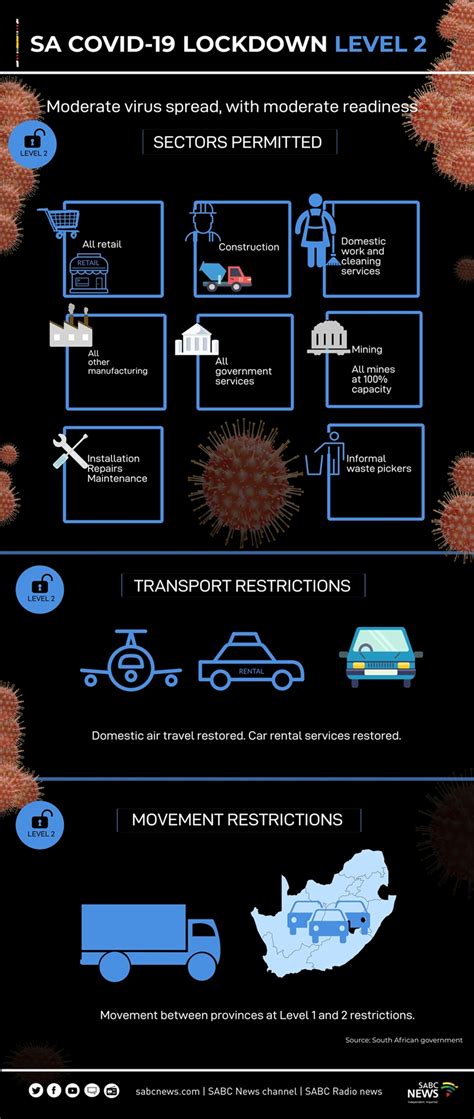 SA COVID-19 LOCKDOWN LEVEL 2
Moderate virus spread, with moderate readiness
LEVEL 2
SECTORS PERMITTED
All retail
RETAIL
Construction
Domestic
work and
cleaning
services
All
other
manufacturing
All
government
services
Mining
All mines
at 100%
capacity
Installation
Repairs
Maintenance
Informal
waste pickers
LEVEL 2
TRANSPORT RESTRICTIONS
RENTAL
Domestic air travel restored. Car rental services restored.
LEVEL 2
MOVEMENT RESTRICTIONS
Movement between provinces at Level 1 and 2 restrictions.
Source: South African government
sabcnews.com | SABC News channel | SABC Radio news
SABC
NEWS
Independent. Impartial.